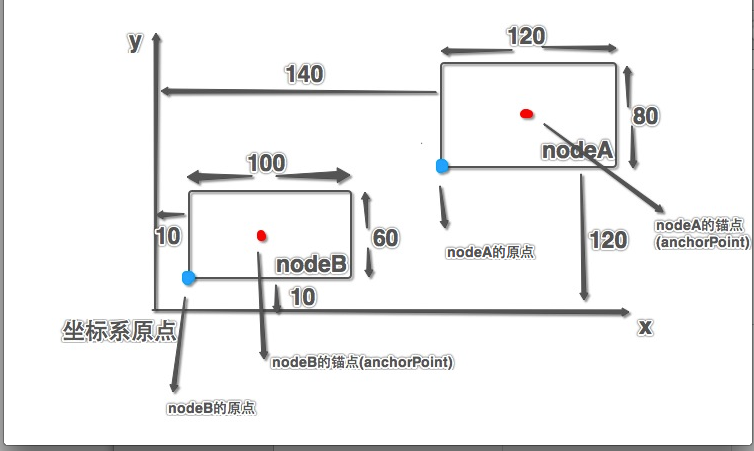 y
120
140
80
nodeA
100
nodeA的锚点
(anchorPoint)
10
60
120
nodeA的原点
nodeB
10
坐标系原点
x
nodeB的锚点(anchorPoint)
nodeB的原点